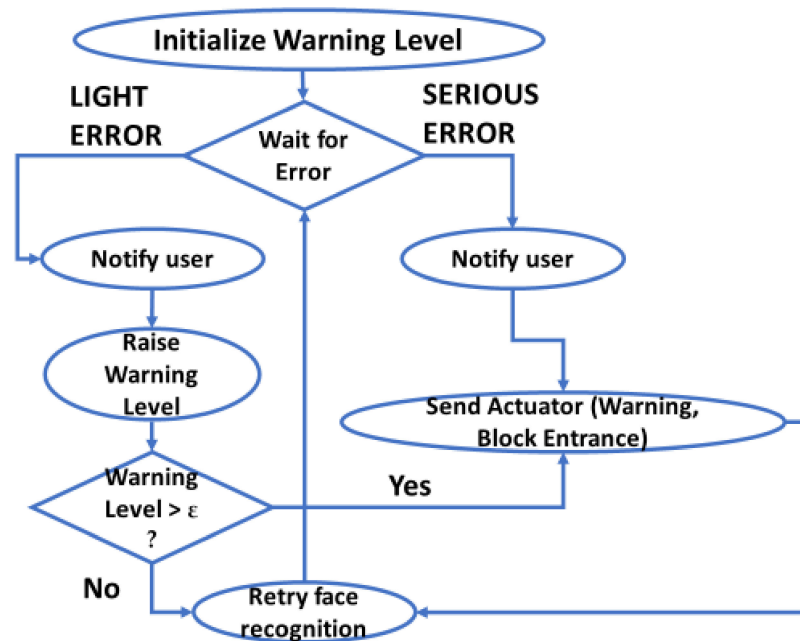 Initialize Warning Level
LIGHT
ERROR
SERIOUS
ERROR
Wait for
Error
Notify user
Notify user
Raise
Warning
Level
Send Actuator (Warning,
Block Entrance)
Warning
Level > ε
?
Yes
No
Retry face
recognition